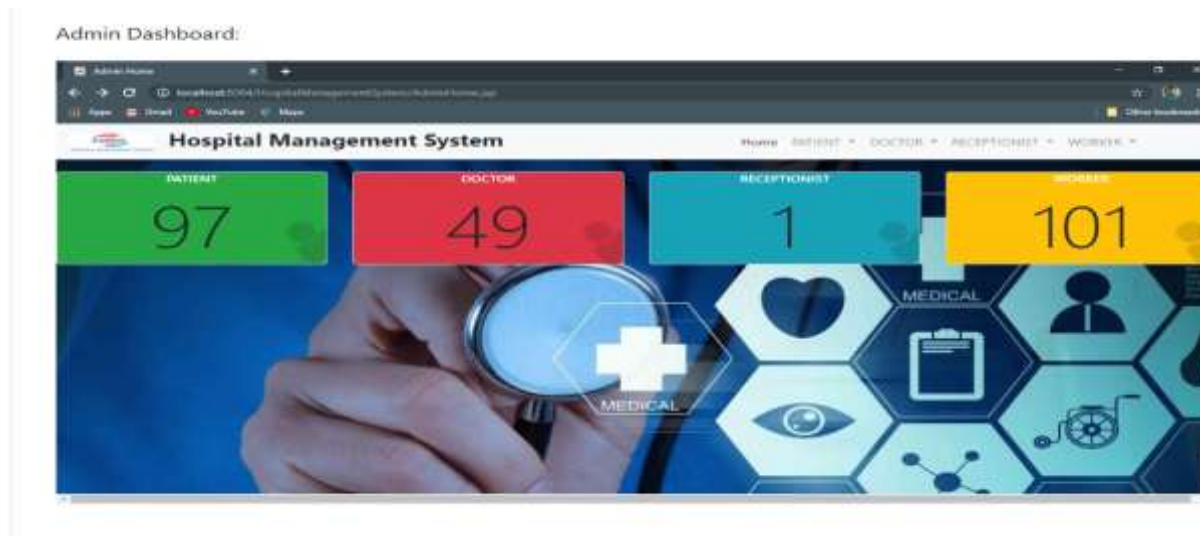 Admin Dashboard:
Admin Home
Apps Gmail YouTube Maps Other bookmarks
Hospital Management System
Home PATIENT DOCTOR RECEPTIONIST WORKER
PATIENT DOCTOR RECEPTIONIST WORKER
97 49 1 101
MEDICAL
MEDICAL